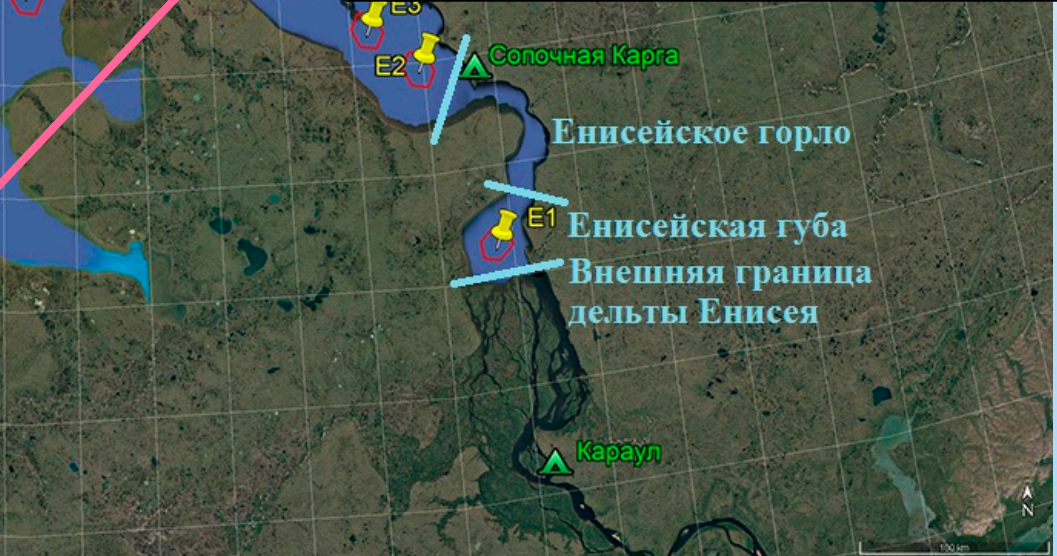 E3
E2
Сопочная Карга
Енисейское горло
E1
Енисейская губа
Внешняя граница
дельты Енисея
Караул
N
100 km